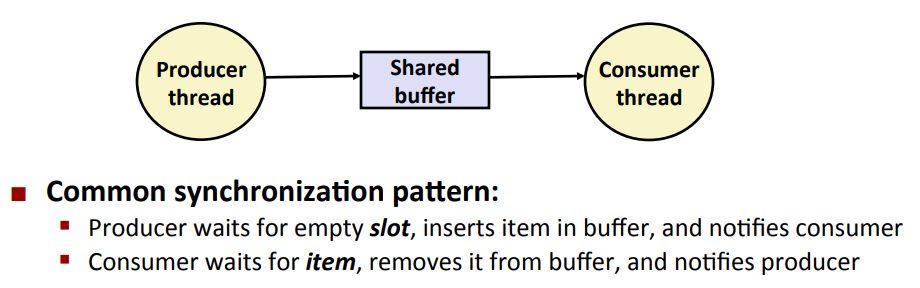 Producer
thread
Shared
buffer
Consumer
thread
Common synchronization pattern:
Producer waits for empty slot, inserts item in buffer, and notifies consumer
Consumer waits for item, removes it from buffer, and notifies producer